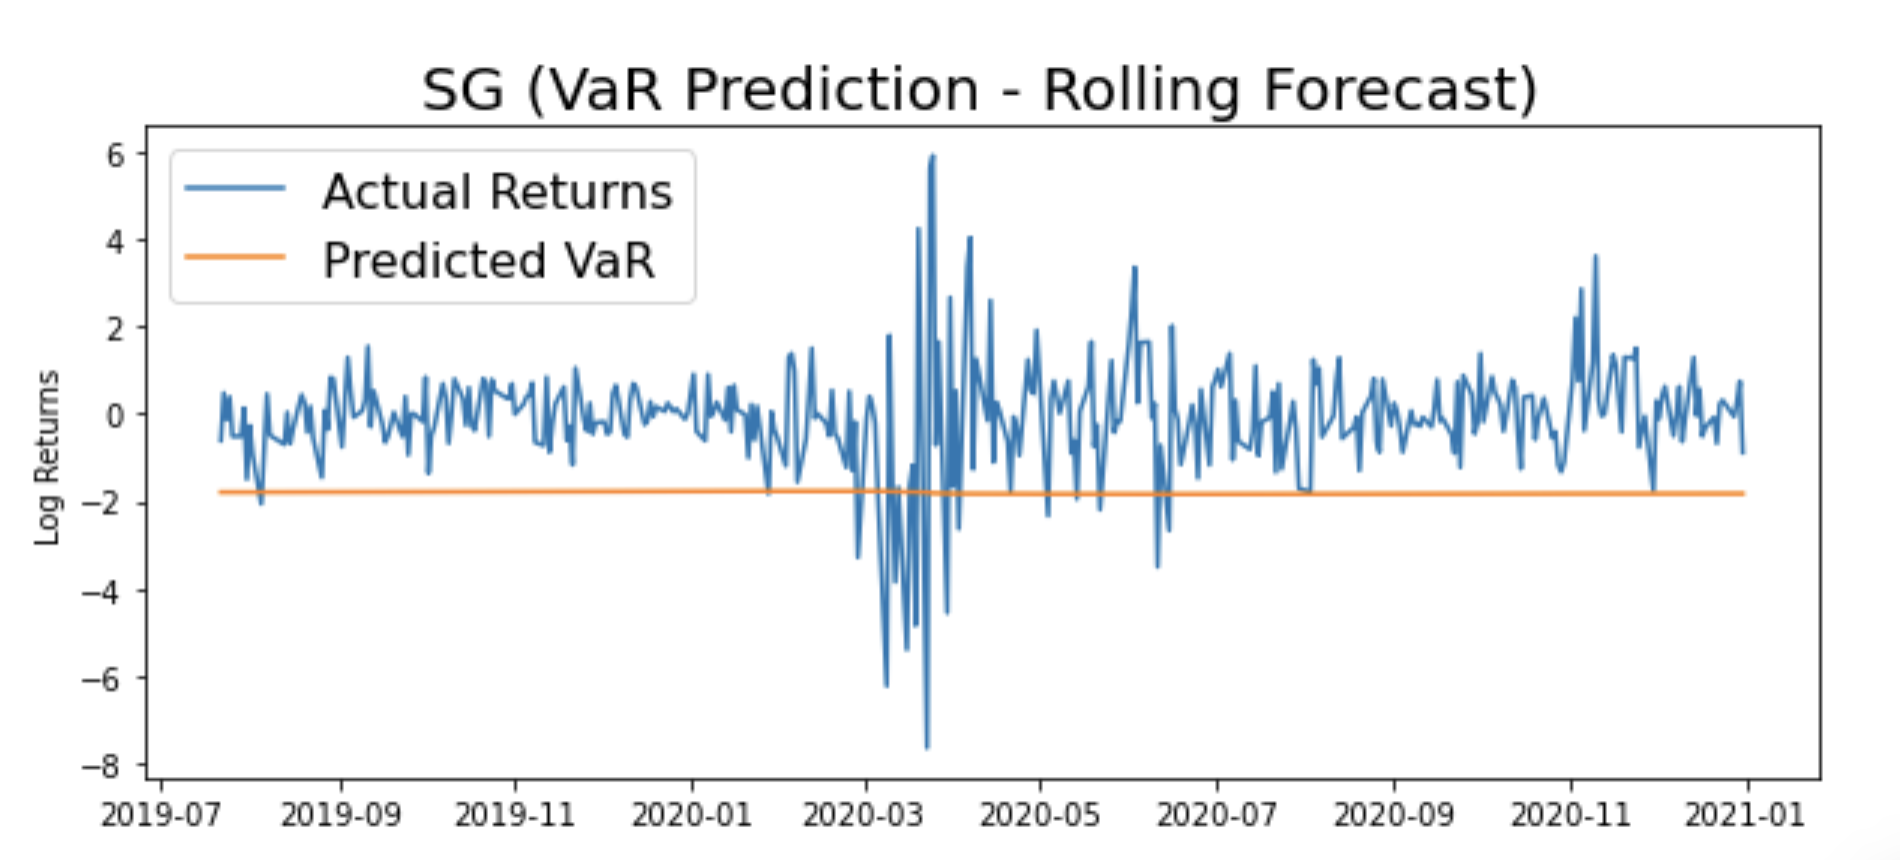 SG (VaR Prediction - Rolling Forecast)
Actual Returns
Predicted VaR
Log Returns
6
4
2
0
−2
−4
−6
−8
2019-07 2019-09 2019-11 2020-01 2020-03 2020-05 2020-07 2020-09 2020-11 2021-01